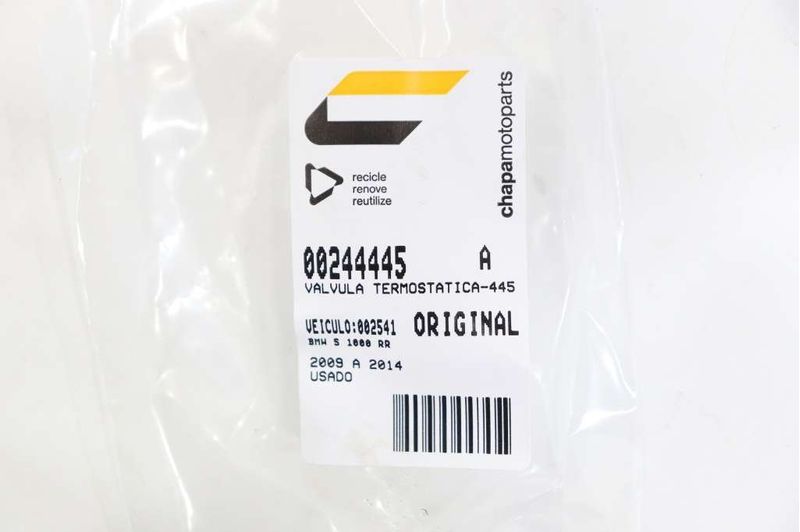 chapamotoparts
recicle
renove
reutilize
00244445 A
VALVULA TERMOSTATICA-445
VEICULO:002541 ORIGINAL
BMW S 1000 RR
2009 A 2014
USADO